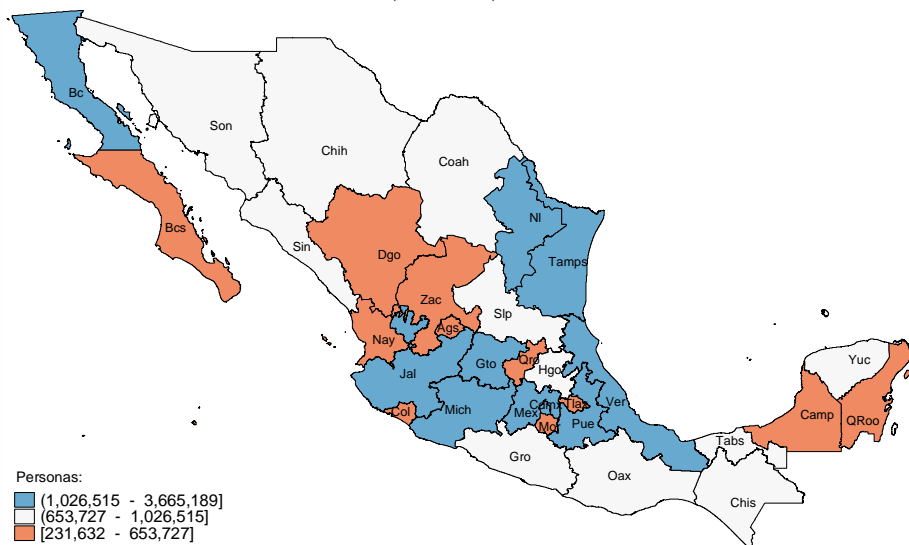 Bc
Son
Chih
Coah
Bcs
Nl
Sin
Dgo
Tamps
Zac
Slp
Nay
Ags
Yuc
Jal
Gto
Qro
Hgo
Col
Mich
Mex
Cdmx
Tlax
Ver
Camp
QRoo
Mor
Pue
Tabs
Gro
Oax
Chis
Personas:
(1,026,515 - 3,665,189]
(653,727 - 1,026,515]
[231,632 - 653,727]